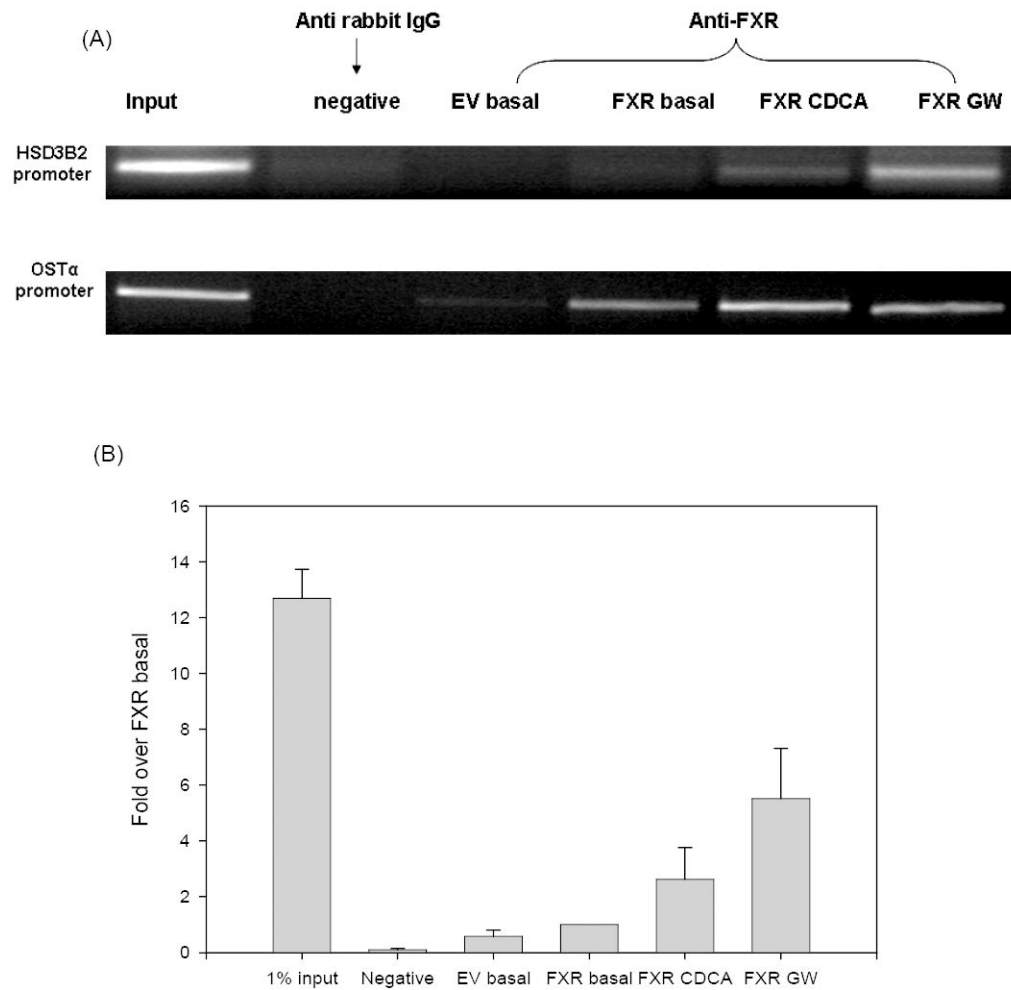 (A)
Anti rabbit IgG
Anti-FXR
Input
negative
EV basal
FXR basal
FXR CDCA
FXR GW
HSD3B2
promoter
OSTα
promoter
(B)
Fold over FXR basal
16
14
12
10
8
6
4
2
0
1% input
Negative
EV basal
FXR basal
FXR CDCA
FXR GW